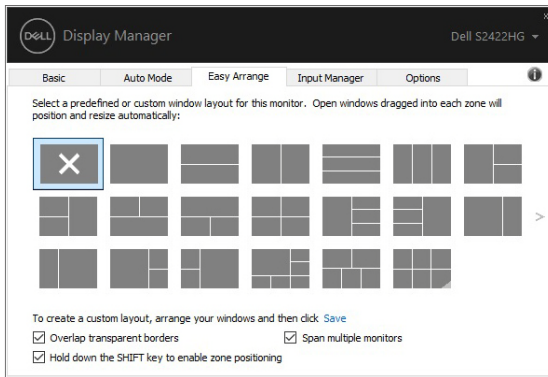 DELL Display Manager
Dell S2422HG
Basic Auto Mode Easy Arrange Input Manager Options
Select a predefined or custom window layout for this monitor. Open windows dragged into each zone will
position and resize automatically:
To create a custom layout, arrange your windows and then click Save
Overlap transparent borders Span multiple monitors
Hold down the SHIFT key to enable zone positioning